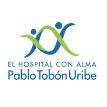 EL HOSPITAL CON ALMA
Pablo Tobón Uribe